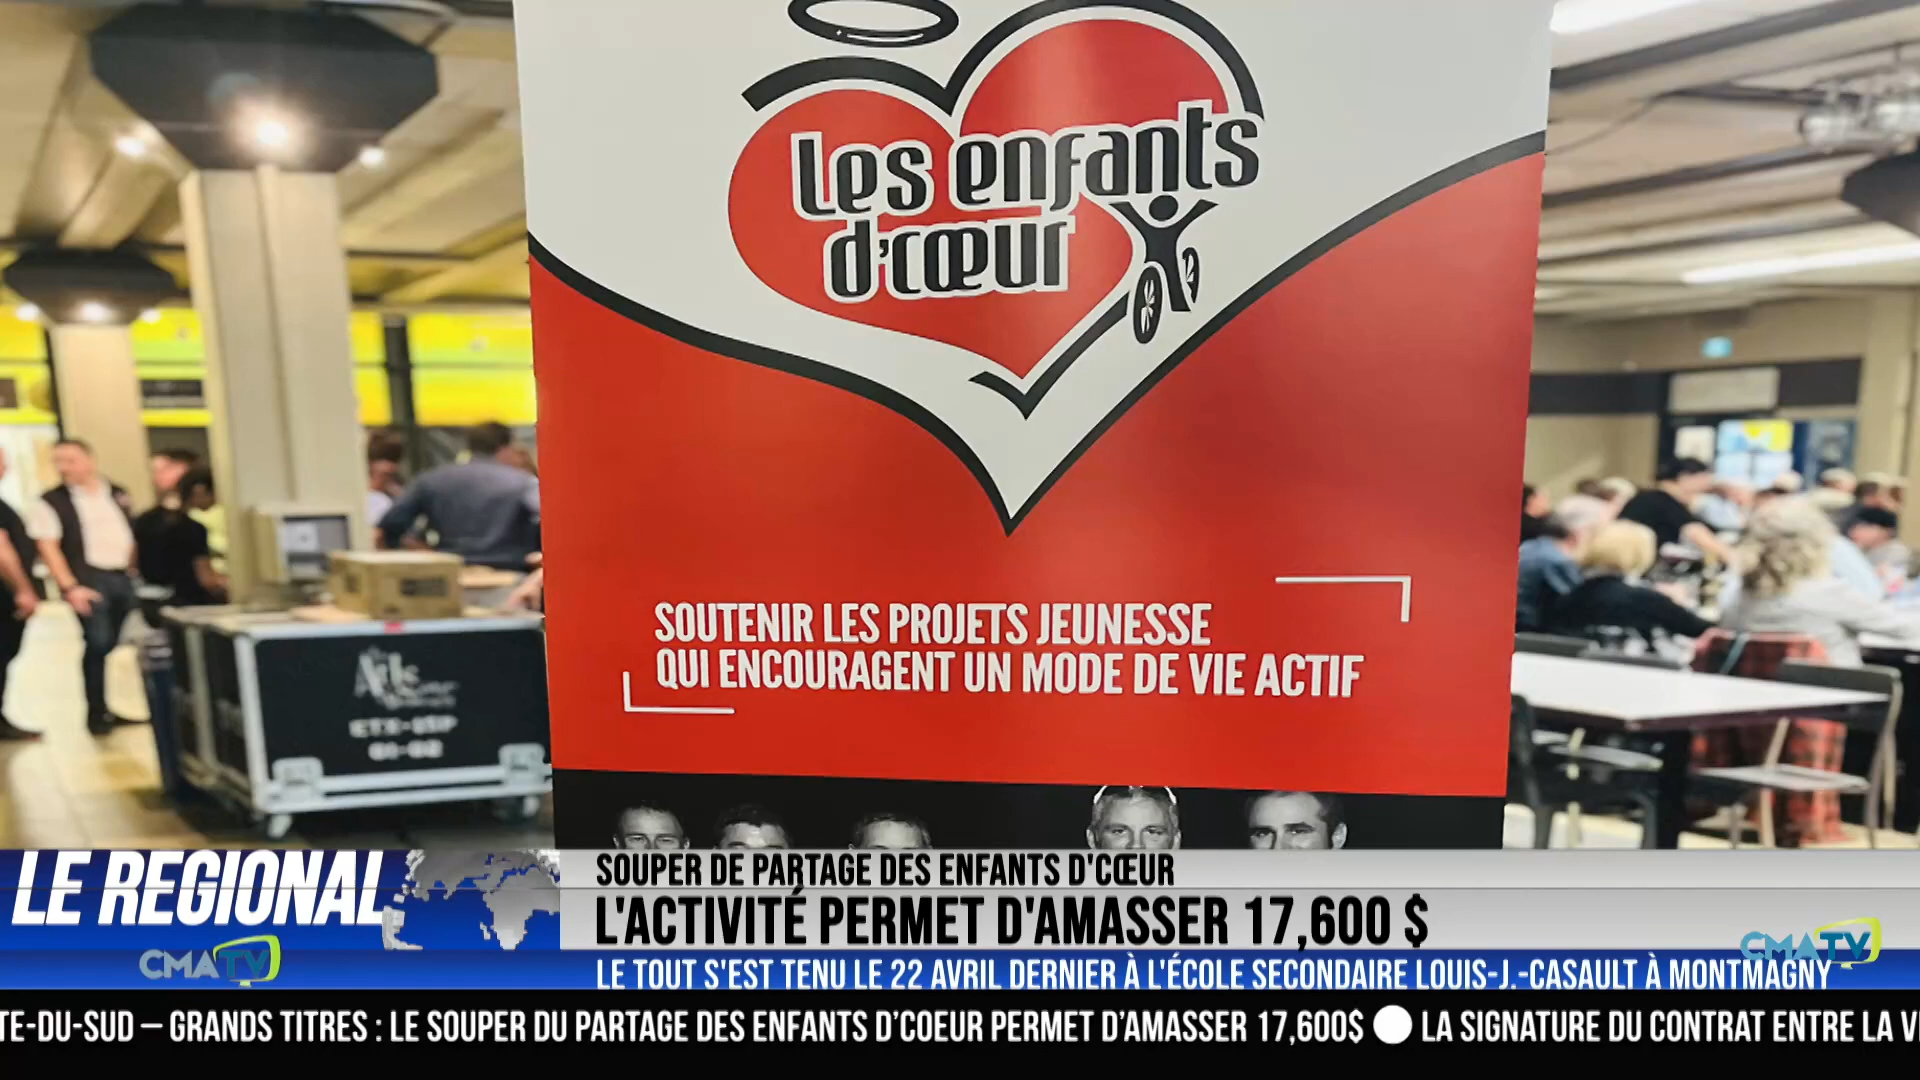 Les enfants
d'cœur
SOUTENIR LES PROJETS JEUNESSE
QUI ENCOURAGENT UN MODE DE VIE ACTIF
Arts
LE REGIONAL
CMATV
SOUPER DE PARTAGE DES ENFANTS D'CŒUR
L'ACTIVITÉ PERMET D'AMASSER 17,600 $
LE TOUT S'EST TENU LE 22 AVRIL DERNIER À L'ÉCOLE SECONDAIRE LOUIS-J.-CASAULT À MONTMAGNY
CMATV
TE-DU-SUD – GRANDS TITRES : LE SOUPER DU PARTAGE DES ENFANTS D'COEUR PERMET D'AMASSER 17,600$ LA SIGNATURE DU CONTRAT ENTRE LA